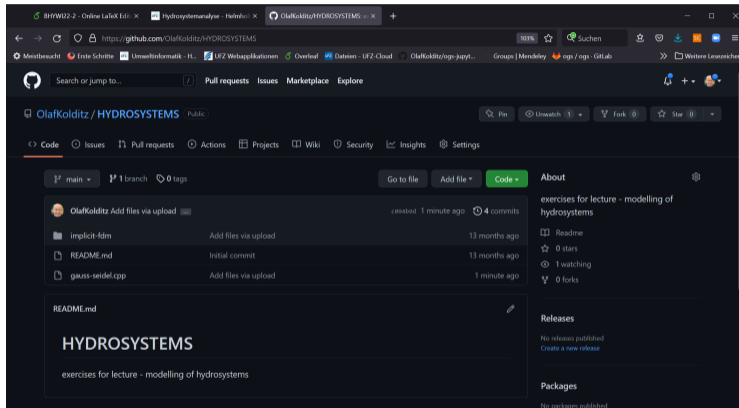 BHYWI22-2 - Online LaTeX Edit
Hydrosystemanalyse - Helmhol
OlafKolditz/HYDROSYSTEMS: e
https://github.com/OlafKolditz/HYDROSYSTEMS
103%
Suchen
Meistbesucht
Erste Schritte
Umweltinformatik - H...
UFZ Webapplikationen
Overleaf
Dateien - UFZ-Cloud
OlafKolditz/ogs-jupyt...
Groups | Mendeley
ogs / ogs · GitLab
Weitere Lesezeichen
Search or jump to...
/
Pull requests
Issues
Marketplace
Explore
OlafKolditz / HYDROSYSTEMS
Public
Pin
Unwatch 1
Fork 0
Star 0
<> Code
Issues
Pull requests
Actions
Projects
Wiki
Security
Insights
Settings
main
1 branch
0 tags
Go to file
Add file
Code
OlafKolditz Add files via upload ...
1 minute ago
4 commits
implicit-fdm
Add files via upload
13 months ago
README.md
Initial commit
13 months ago
gauss-seidel.cpp
Add files via upload
1 minute ago
README.md
HYDROSYSTEMS
exercises for lecture - modelling of hydrosystems
About
exercises for lecture - modelling of
hydrosystems
Readme
0 stars
1 watching
0 forks
Releases
No releases published
Create a new release
Packages
No packages published